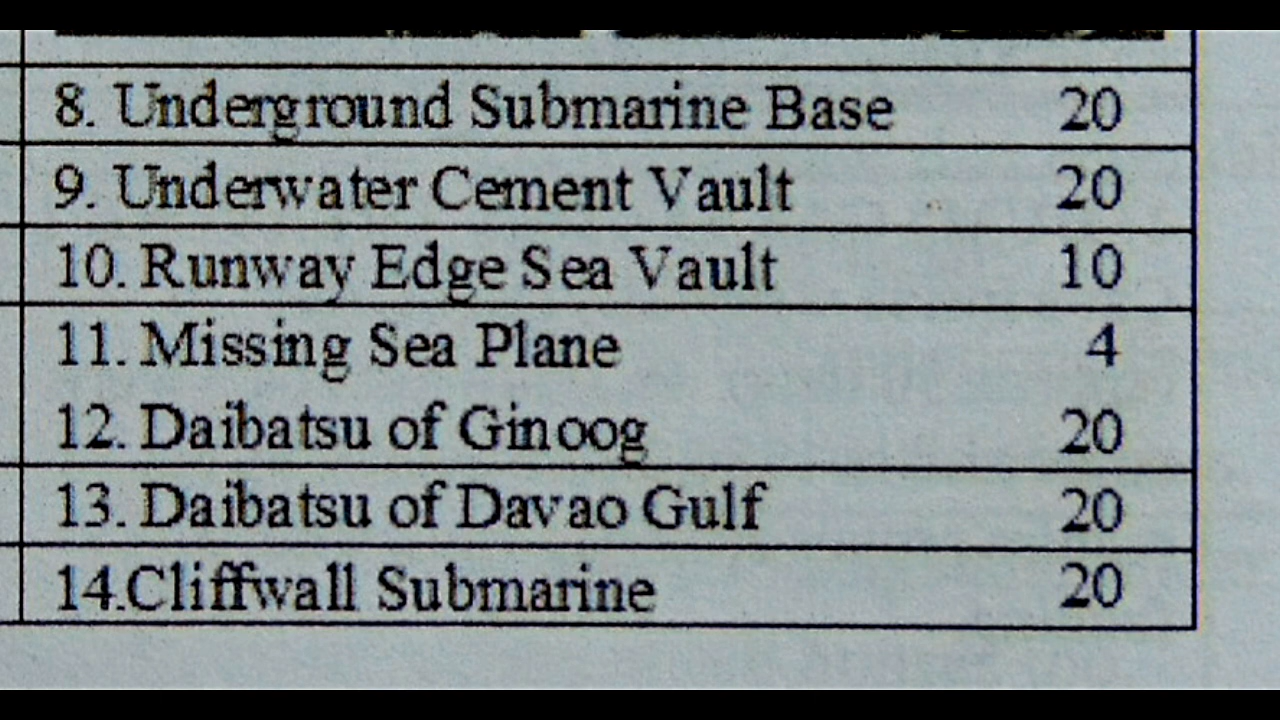 8. Underground Submarine Base 20
9. Underwater Cement Vault 20
10. Runway Edge Sea Vault 10
11. Missing Sea Plane 4
12. Daibatsu of Ginoog 20
13. Daibatsu of Davao Gulf 20
14.Cliffwall Submarine 20